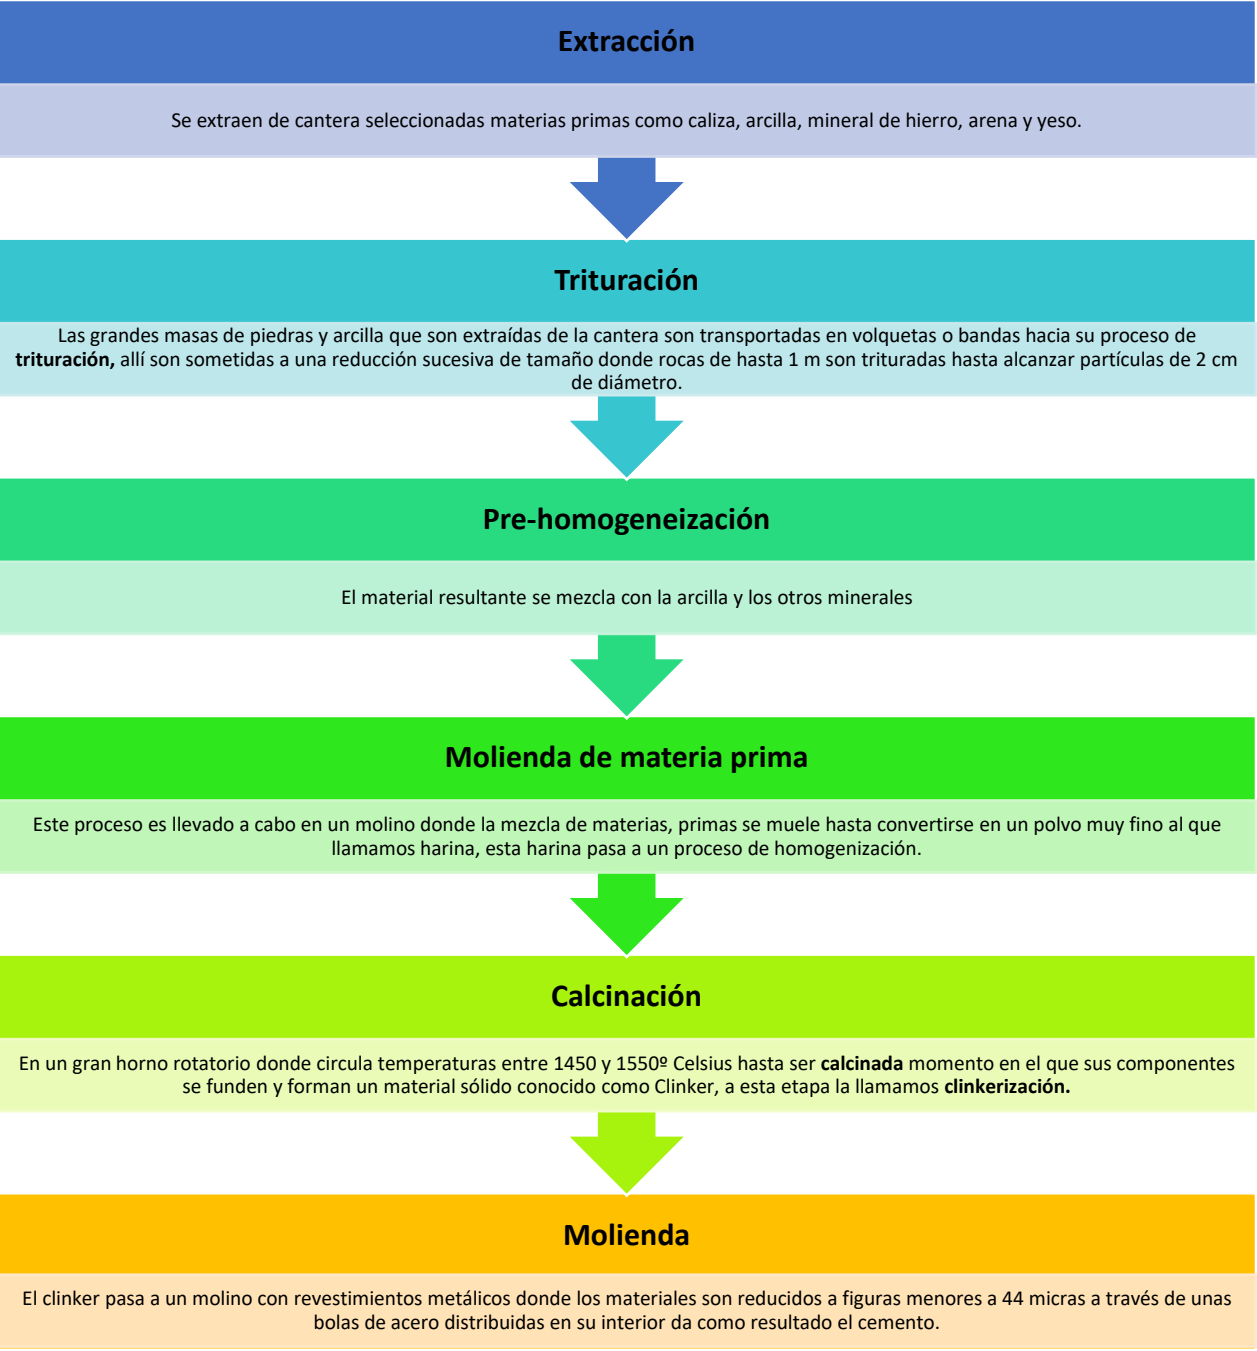 Extracción
Se extraen de cantera seleccionadas materias primas como caliza, arcilla, mineral de hierro, arena y yeso.
Trituración
Las grandes masas de piedras y arcilla que son extraídas de la cantera son transportadas en volquetas o bandas hacia su proceso de
trituración, allí son sometidas a una reducción sucesiva de tamaño donde rocas de hasta 1 m son trituradas hasta alcanzar partículas de 2 cm
de diámetro.
Pre-homogeneización
El material resultante se mezcla con la arcilla y los otros minerales
Molienda de materia prima
Este proceso es llevado a cabo en un molino donde la mezcla de materias, primas se muele hasta convertirse en un polvo muy fino al que
llamamos harina, esta harina pasa a un proceso de homogenización.
Calcinación
En un gran horno rotatorio donde circula temperaturas entre 1450 y 1550º Celsius hasta ser calcinada momento en el que sus componentes
se funden y forman un material sólido conocido como Clinker, a esta etapa la llamamos clinkerización.
Molienda
El clinker pasa a un molino con revestimientos metálicos donde los materiales son reducidos a figuras menores a 44 micras a través de unas
bolas de acero distribuidas en su interior da como resultado el cemento.